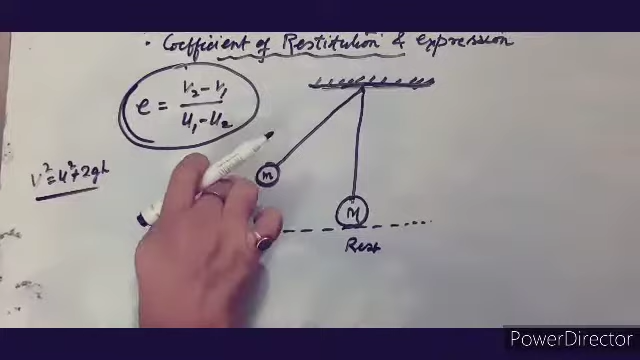 • Coefficient of Restitution & expression
e = V₂ - V₁ / u₁ - u₂
V² = u² + 2gh
m
M
Rest
PowerDirector